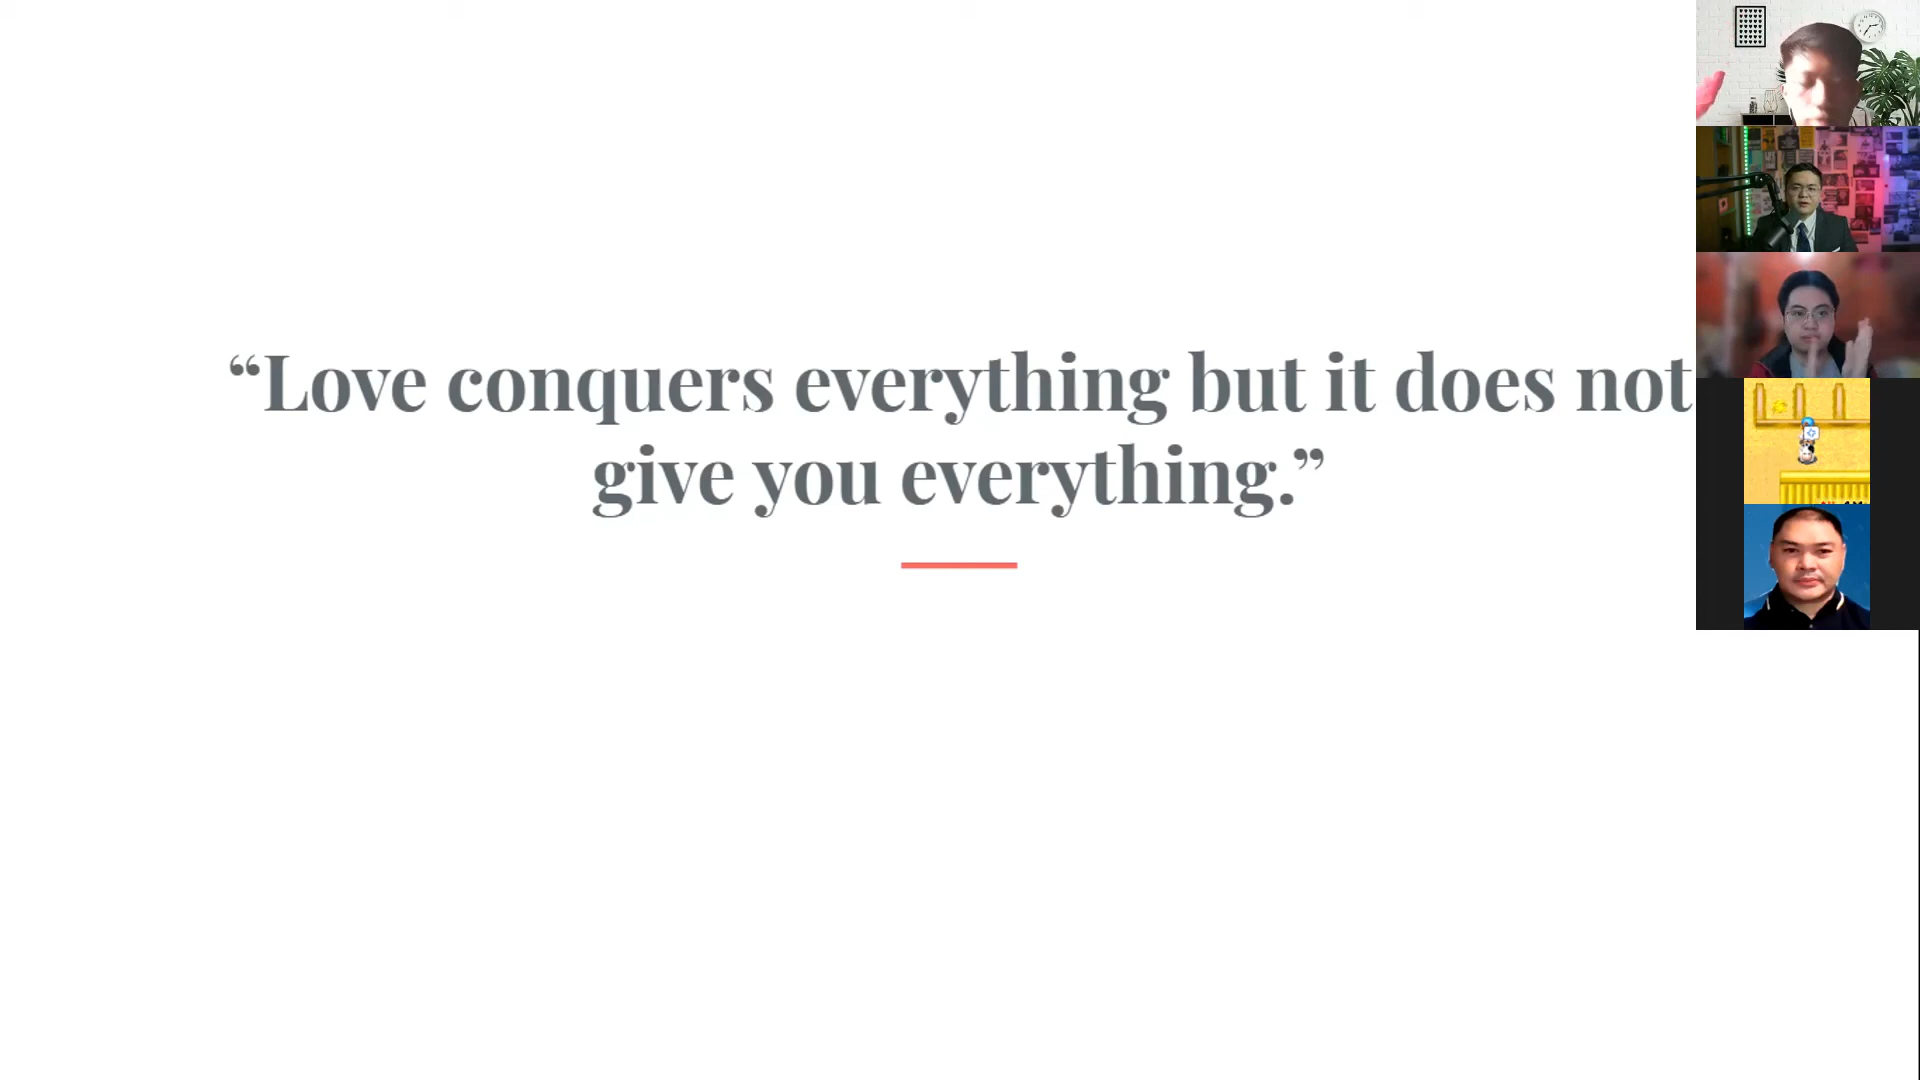 “Love conquers everything but it does not
give you everything.”